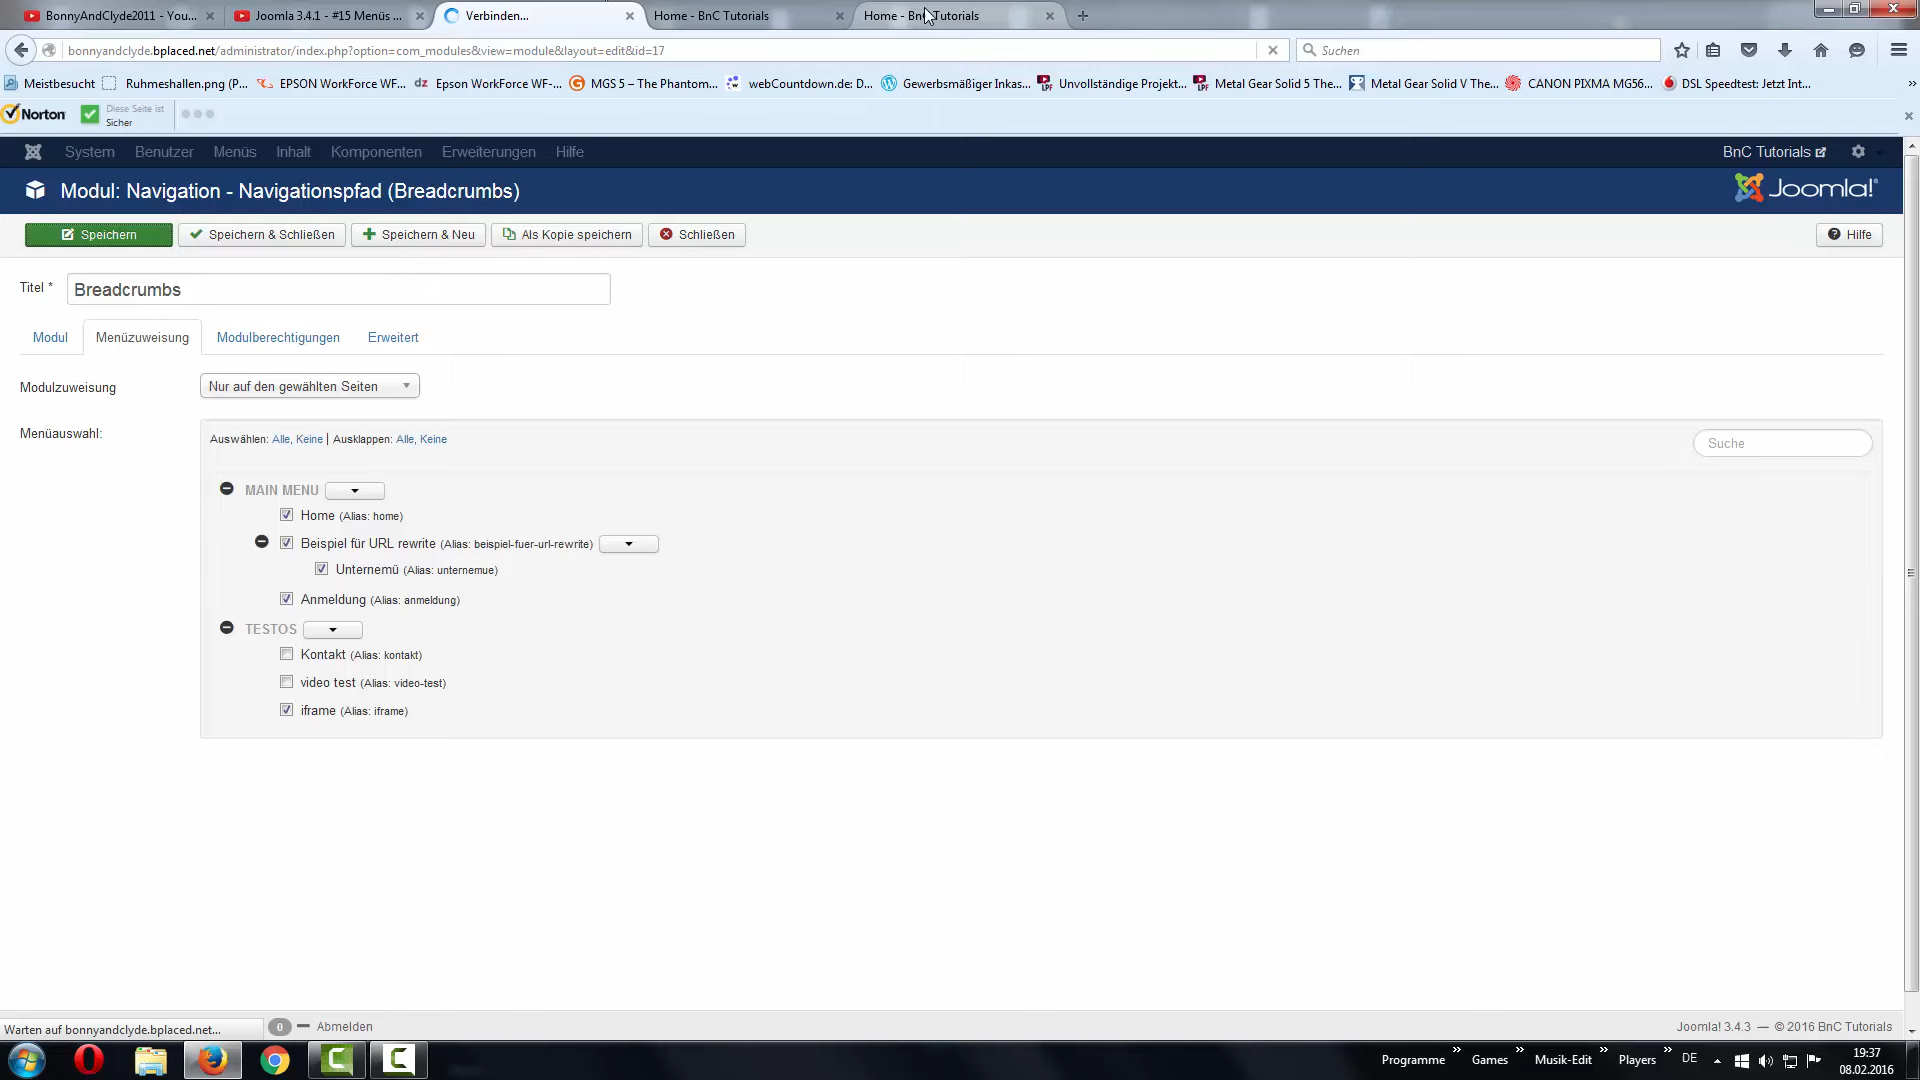 BonnyAndClyde2011 - You...
Joomla 3.4.1 - #15 Menüs ...
Verbinden...
Home - BnC Tutorials
Home - BnC Tutorials
bonnyandclyde.bplaced.net/administrator/index.php?option=com_modules&view=module&layout=edit&id=17
Suchen
Meistbesucht
Ruhmeshallen.png (P...
EPSON WorkForce WF...
dz Epson WorkForce WF-...
MGS 5 – The Phantom...
webCountdown.de: D...
Gewerbsmäßiger Inkas...
Unvollständige Projekt...
Metal Gear Solid 5 The...
Metal Gear Solid V The...
CANON PIXMA MG56...
DSL Speedtest: Jetzt Int...
Norton
Diese Seite ist
Sicher
System Benutzer Menüs Inhalt Komponenten Erweiterungen Hilfe
BnC Tutorials
Modul: Navigation - Navigationspfad (Breadcrumbs)
Joomla!
Speichern
Speichern & Schließen
Speichern & Neu
Als Kopie speichern
Schließen
Hilfe
Titel *
Breadcrumbs
Modul Menüzuweisung Modulberechtigungen Erweitert
Modulzuweisung
Nur auf den gewählten Seiten
Menüauswahl:
Auswählen: Alle, Keine | Ausklappen: Alle, Keine
Suche
MAIN MENU
Home (Alias: home)
Beispiel für URL rewrite (Alias: beispiel-fuer-url-rewrite)
Unternemü (Alias: unternemue)
Anmeldung (Alias: anmeldung)
TESTOS
Kontakt (Alias: kontakt)
video test (Alias: video-test)
iframe (Alias: iframe)
Warten auf bonnyandclyde.bplaced.net...
0
Abmelden
Joomla! 3.4.3 — © 2016 BnC Tutorials
Programme » Games » Musik-Edit » Players » DE
19:37
08.02.2016